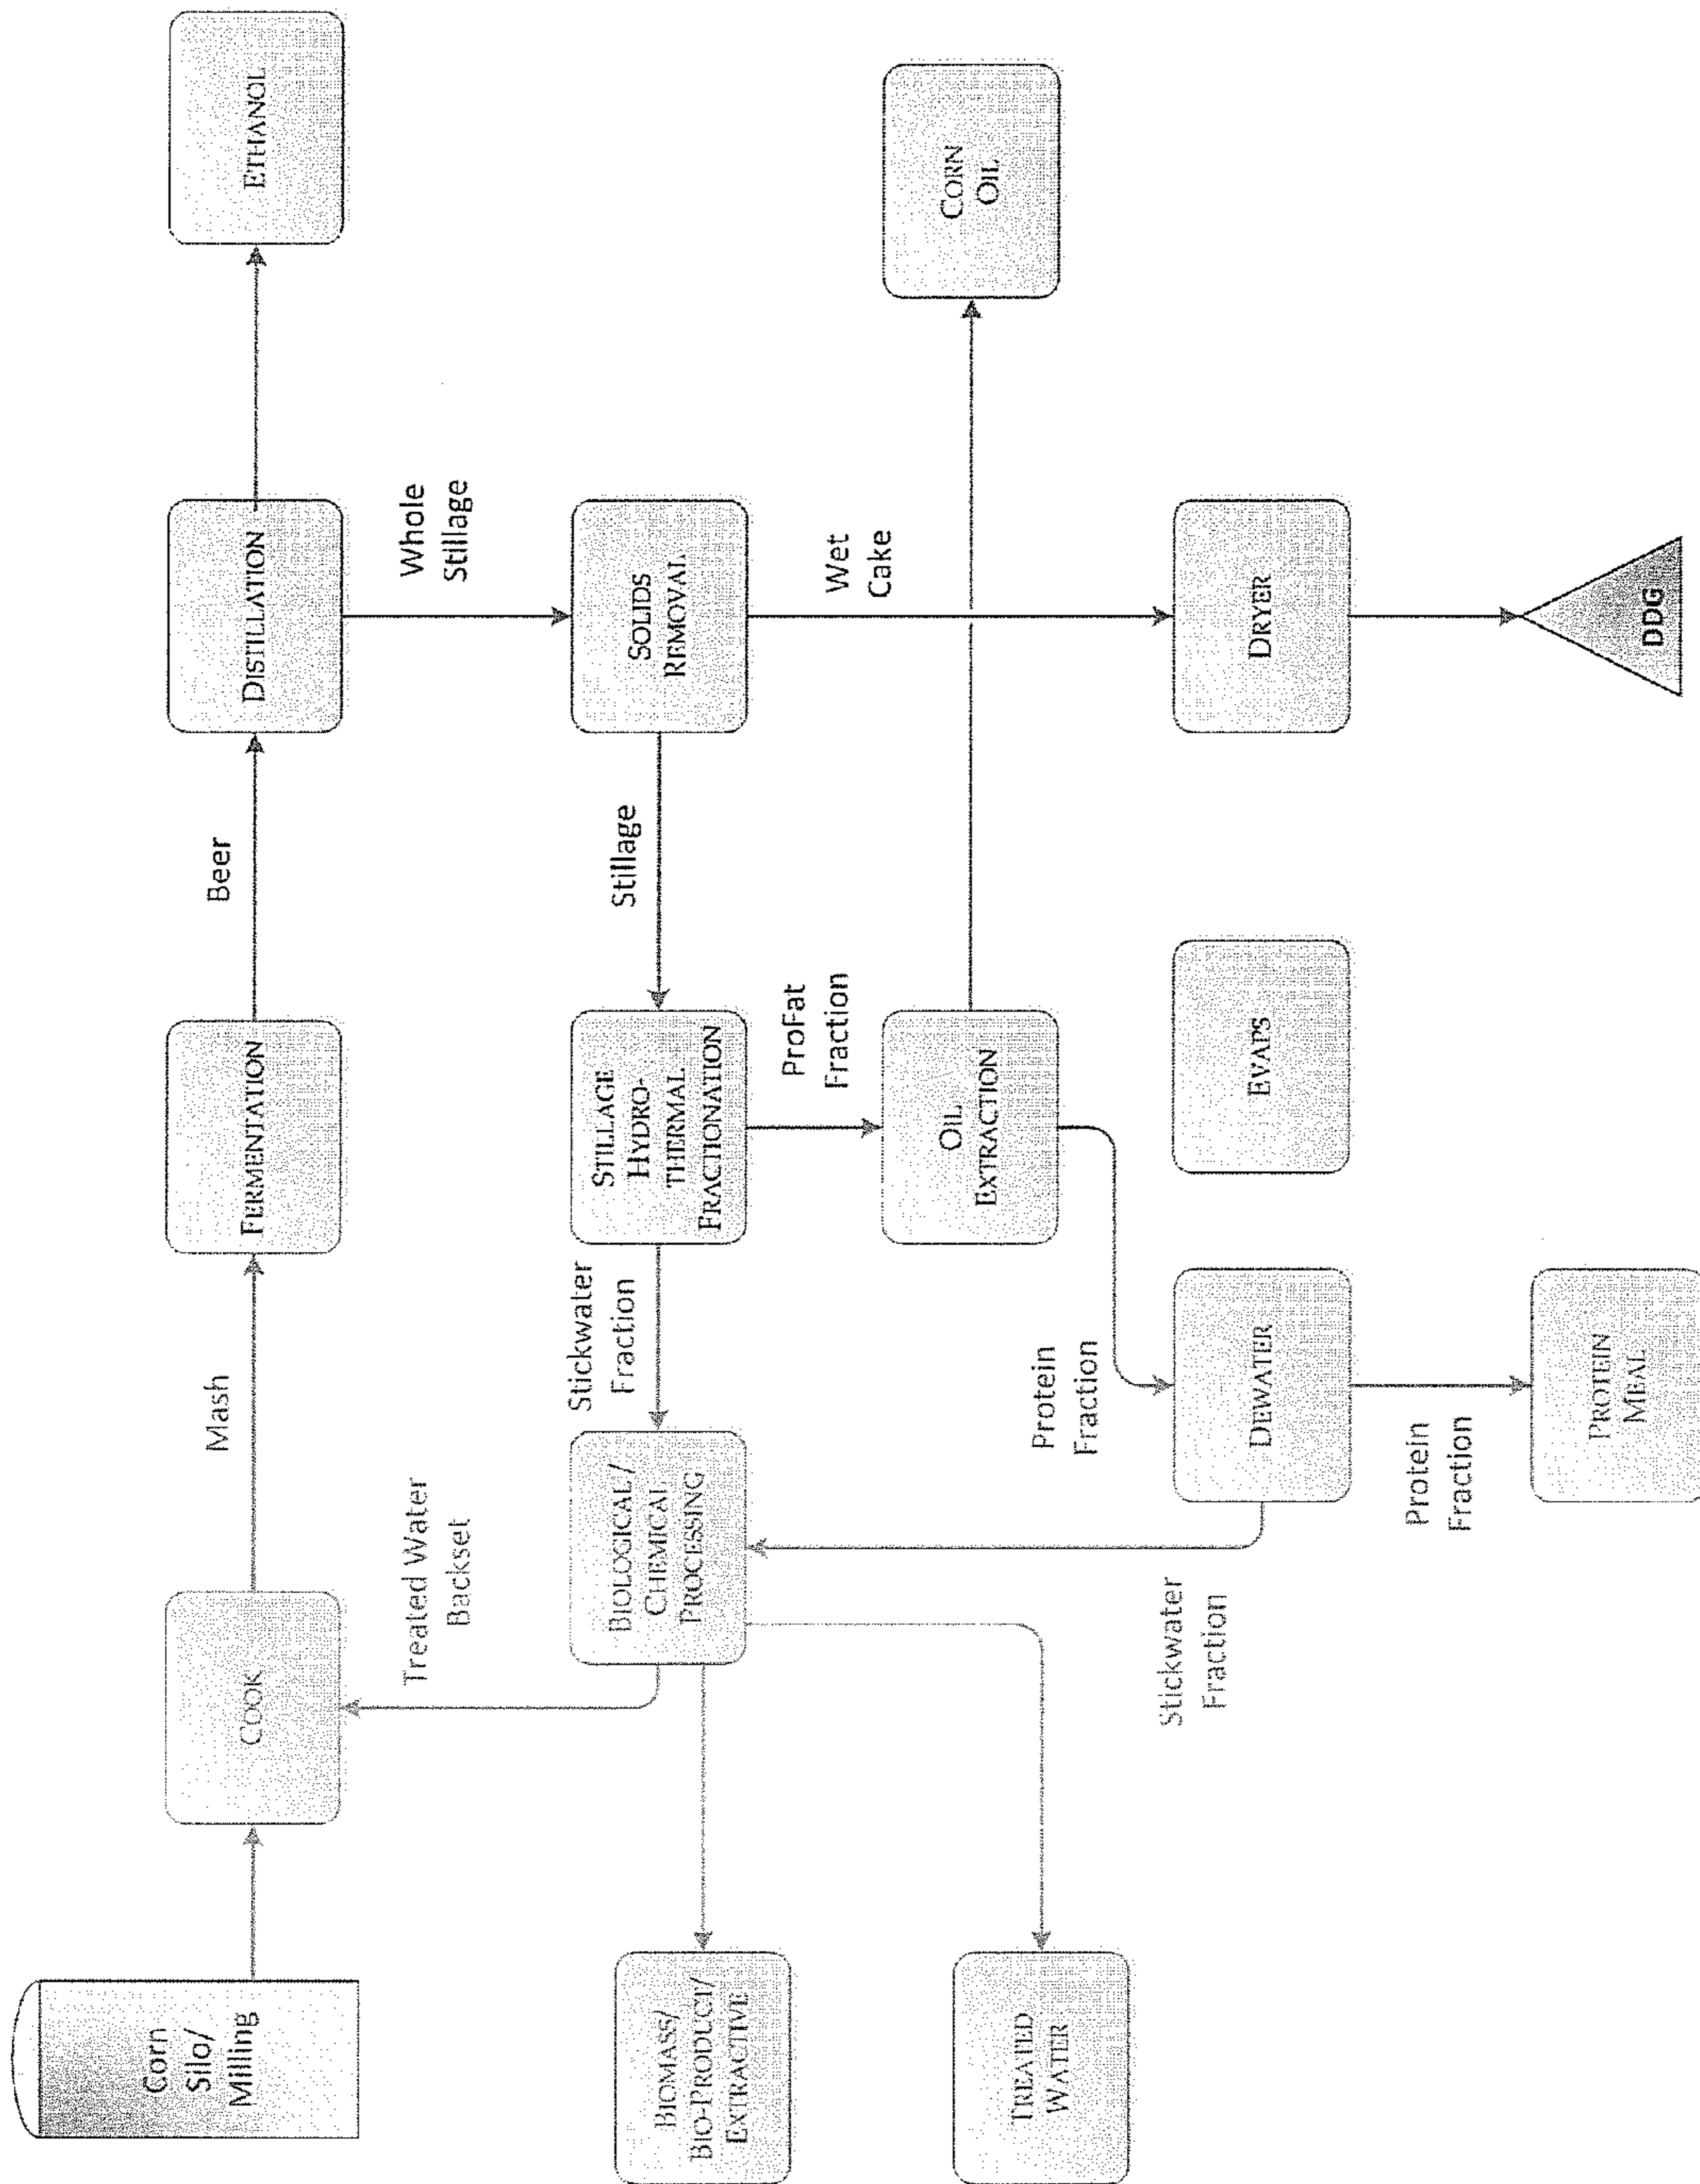 Corn
Silo/
Milling
COOK
Mash
FERMENTATION
Beer
DISTILLATION
ETHANOL
Treated Water
Backset
Whole
Stillage
BIOMASS/
BIO-PRODUCT/
EXTRACTIVE
BIOLOGICAL/
CHEMICAL
PROCESSING
Stickwater
Fraction
STILLAGE
HYDRO-
THERMAL
FRACTIONATION
Stillage
SOLIDS
REMOVAL
ProFat
Fraction
Wet
Cake
TREATED
WATER
OIL
EXTRACTION
CORN
OIL
Protein
Fraction
Stickwater
Fraction
DEWATER
EVAPS
DRYER
Protein
Fraction
PROTEIN
MEAL
DDG